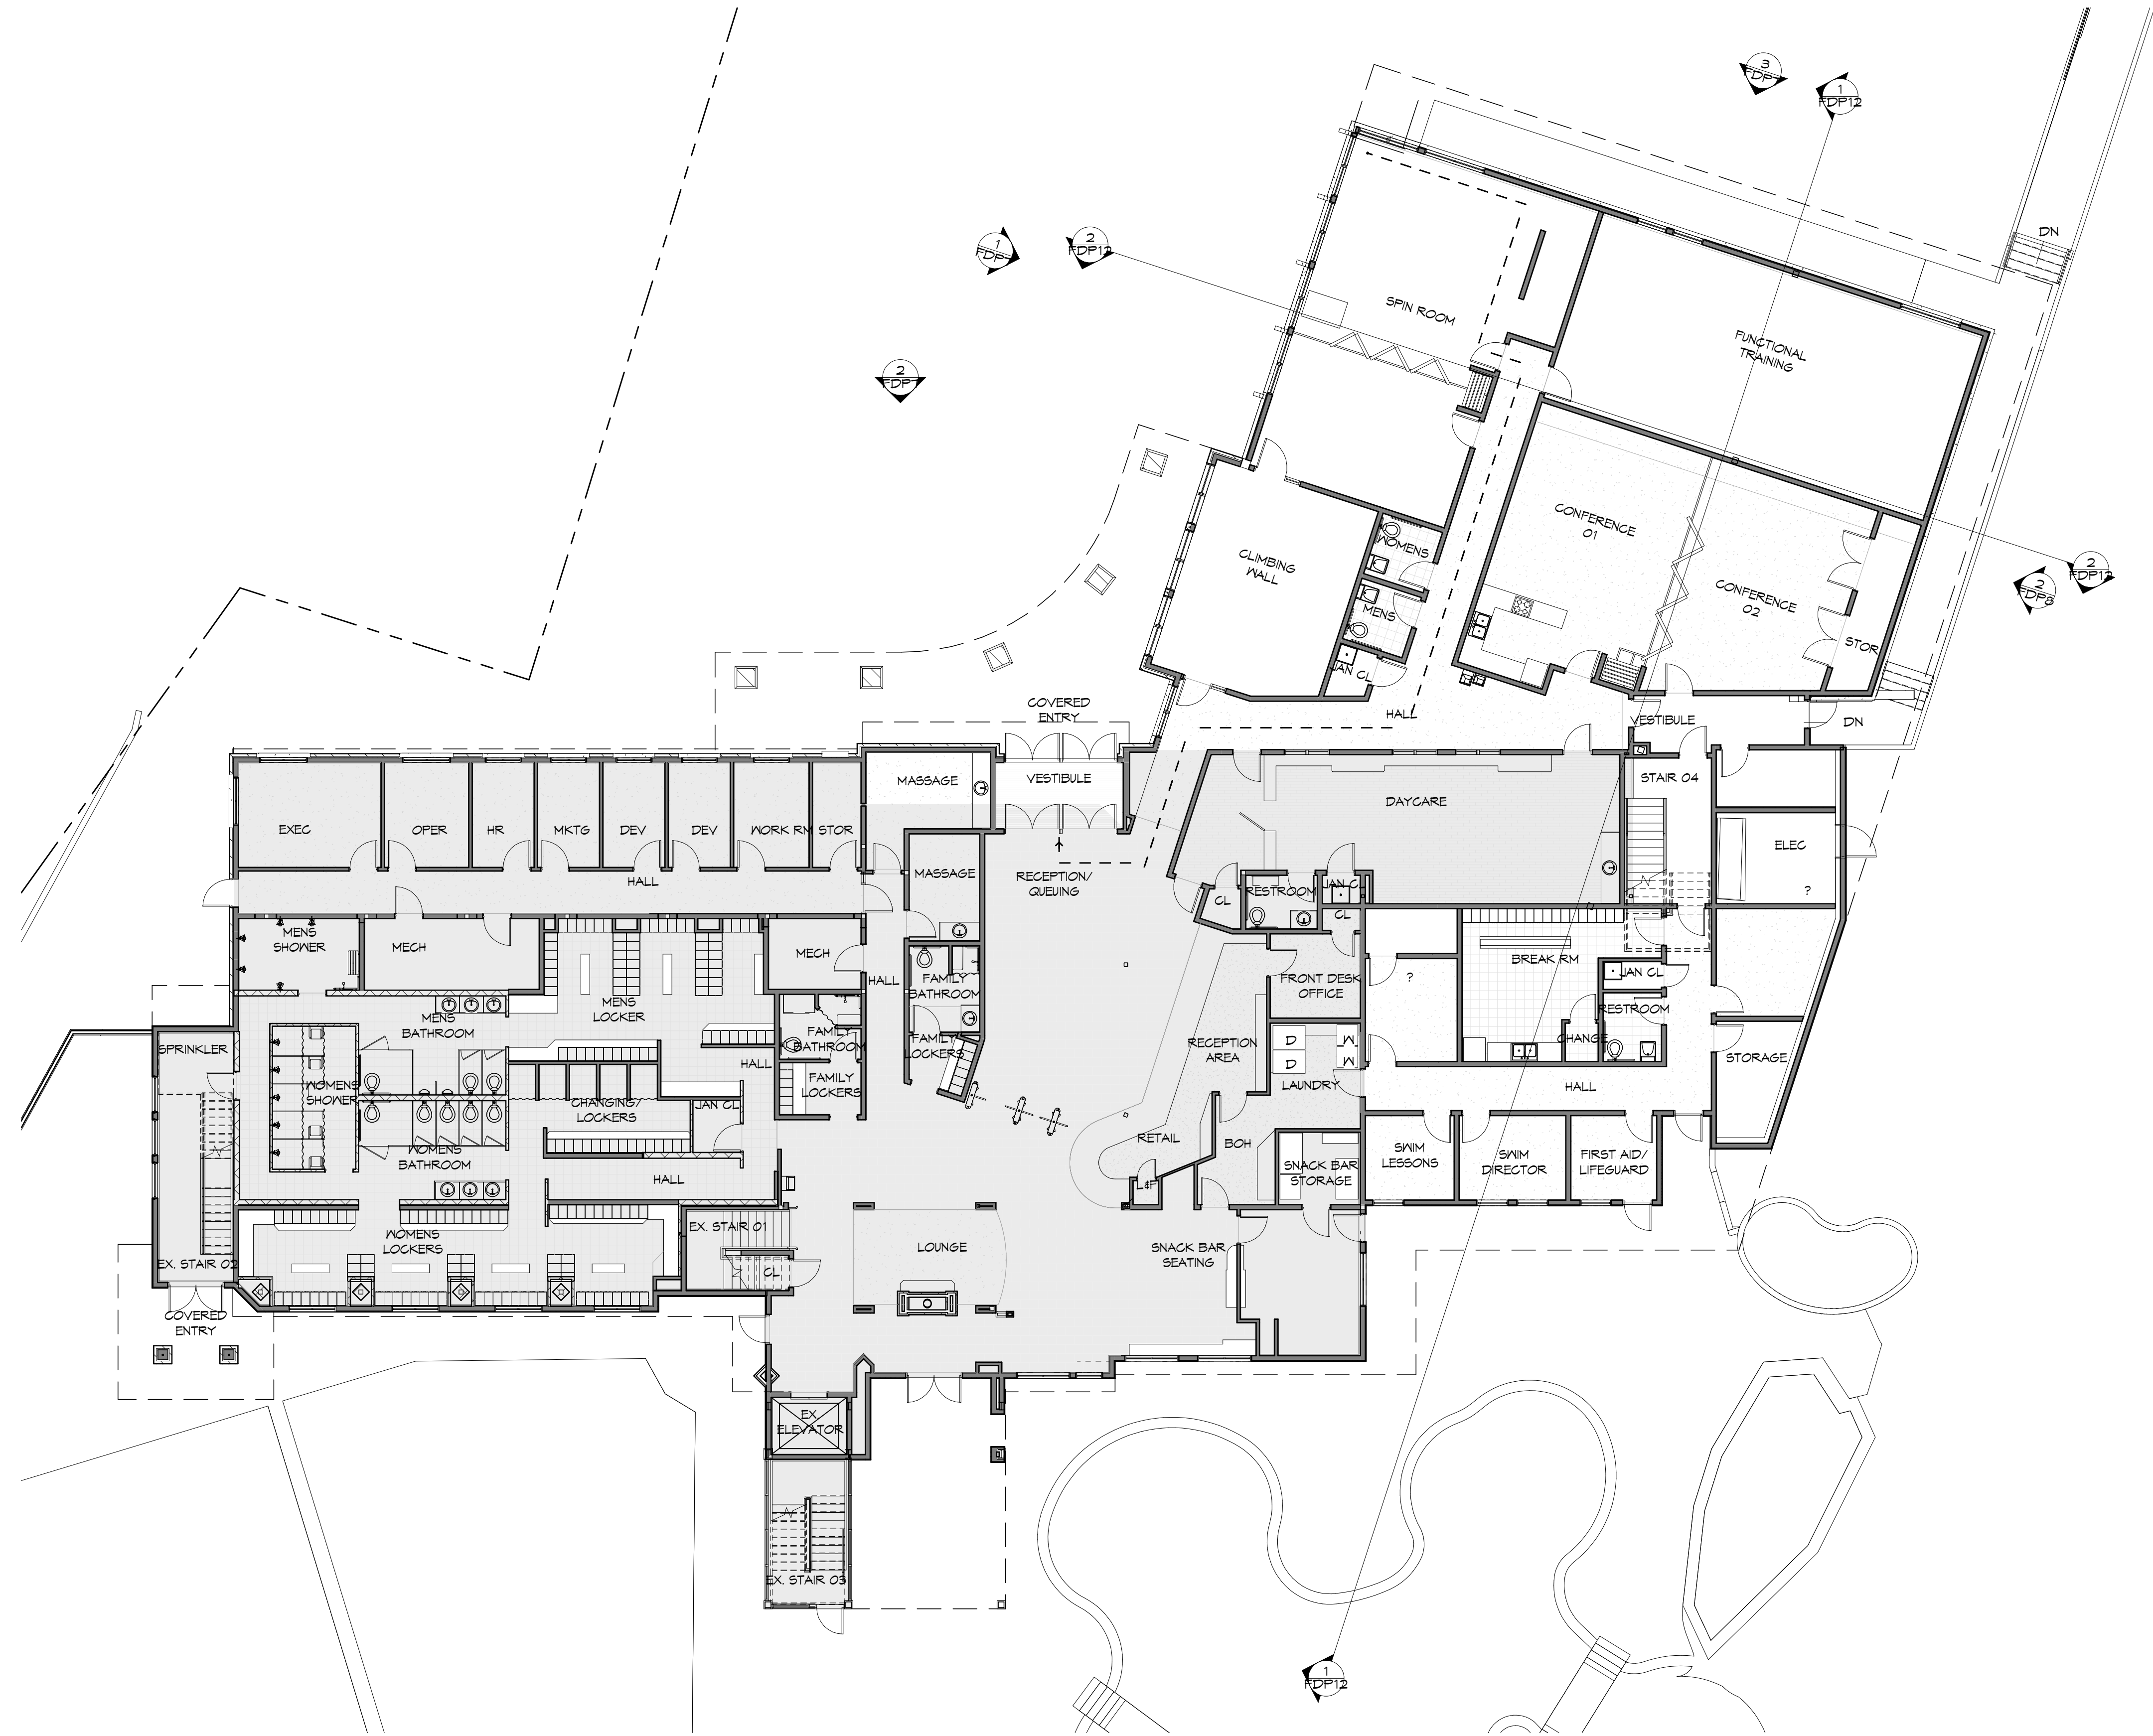 3
FDP7
1
FDP12
DN
1
FDP7
2
FDP12
SPIN ROOM
FUNCTIONAL
TRAINING
2
FDP7
CONFERENCE
01
WOMENS
CLIMBING
WALL
2
FDP12
2
FDP8
CONFERENCE
02
MENS
STOR
JAN CL
COVERED
ENTRY
HALL
VESTIBULE
DN
MASSAGE
VESTIBULE
STAIR 04
DAYCARE
EXEC
OPER
HR
MKTG
DEV
DEV
WORK RM
STOR
ELEC
?
MASSAGE
RECEPTION/
QUEUING
HALL
RESTROOM
JAN C
CL
CL
MENS
SHOWER
MECH
MECH
BREAK RM
JAN CL
HALL
FAMILY
BATHROOM
FRONT DESK
OFFICE
?
MENS
LOCKER
MENS
BATHROOM
RESTROOM
FAMILY
BATHROOM
FAMILY
LOCKERS
RECEPTION
AREA
D
D
W
W
CHANGE
SPRINKLER
STORAGE
HALL
FAMILY
LOCKERS
LAUNDRY
HALL
WOMENS
SHOWER
CHANGING/
LOCKERS
JAN CL
RETAIL
BOH
SWIM
LESSONS
SWIM
DIRECTOR
FIRST AID/
LIFEGUARD
WOMENS
BATHROOM
HALL
SNACK BAR
STORAGE
L&F
EX. STAIR 01
WOMENS
LOCKERS
LOUNGE
SNACK BAR
SEATING
EX. STAIR 02
CL
COVERED
ENTRY
EX
ELEVATOR
EX. STAIR 03
1
FDP12